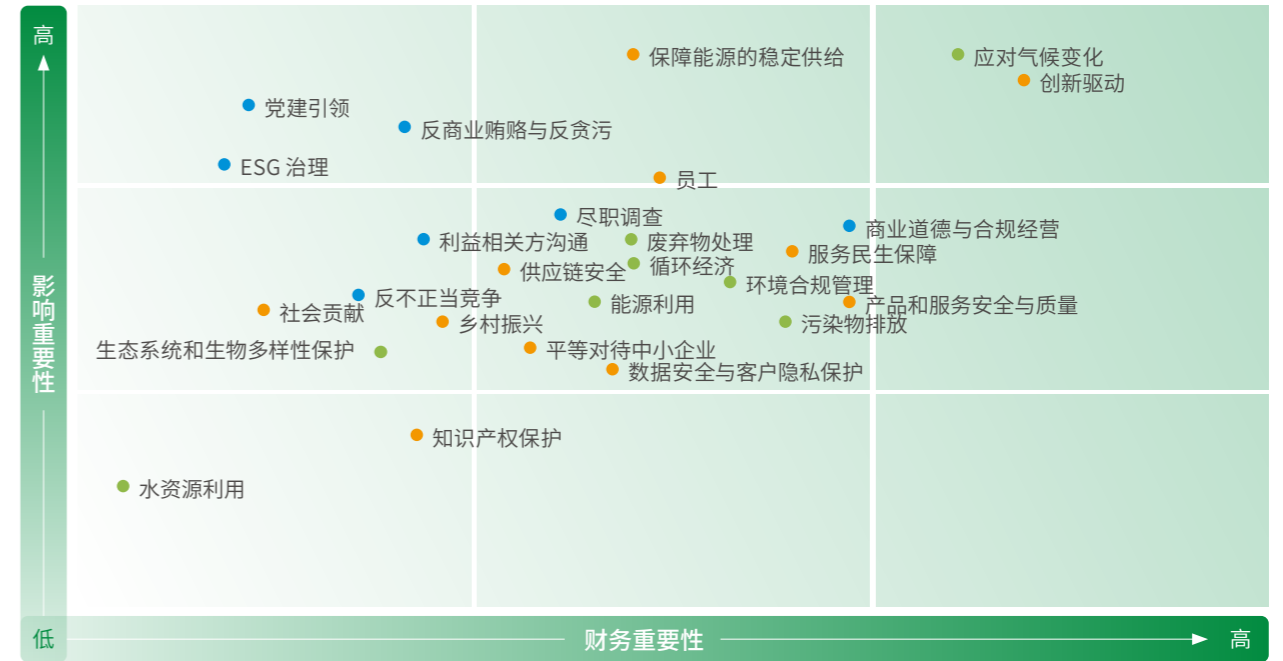 高
影响重要性
低
保障能源的稳定供给
应对气候变化
创新驱动
党建引领
反商业贿赂与反贪污
ESG 治理
员工
尽职调查
商业道德与合规经营
利益相关方沟通
废弃物处理
服务民生保障
供应链安全
循环经济
环境合规管理
反不正当竞争
能源利用
产品和服务安全与质量
社会贡献
乡村振兴
污染物排放
生态系统和生物多样性保护
平等对待中小企业
数据安全与客户隐私保护
知识产权保护
水资源利用
财务重要性
高